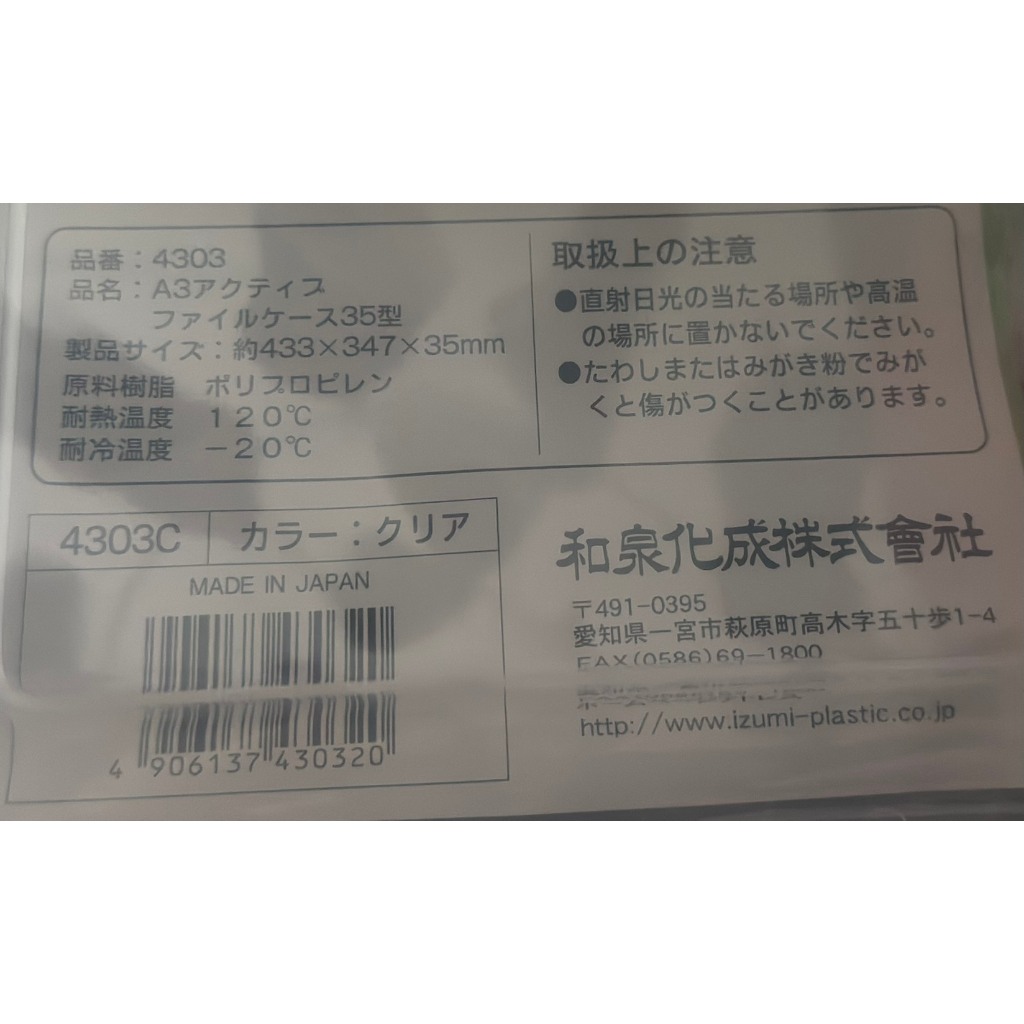 品番：4303
品名：A3アクティブ
ファイルケース35型
製品サイズ：約433×347×35mm
原料樹脂　ポリプロピレン
耐熱温度　１２０℃
耐冷温度　－２０℃
取扱上の注意
●直射日光の当たる場所や高温
の場所に置かないでください。
●たわしまたはみがき粉でみが
くと傷がつくことがあります。
4303C　カラー：クリア
MADE IN JAPAN
4 906137 430320
和泉化成株式會社
〒491-0395
愛知県一宮市萩原町高木字五十歩1-4
FAX(0586)69-1800
http://www.izumi-plastic.co.jp